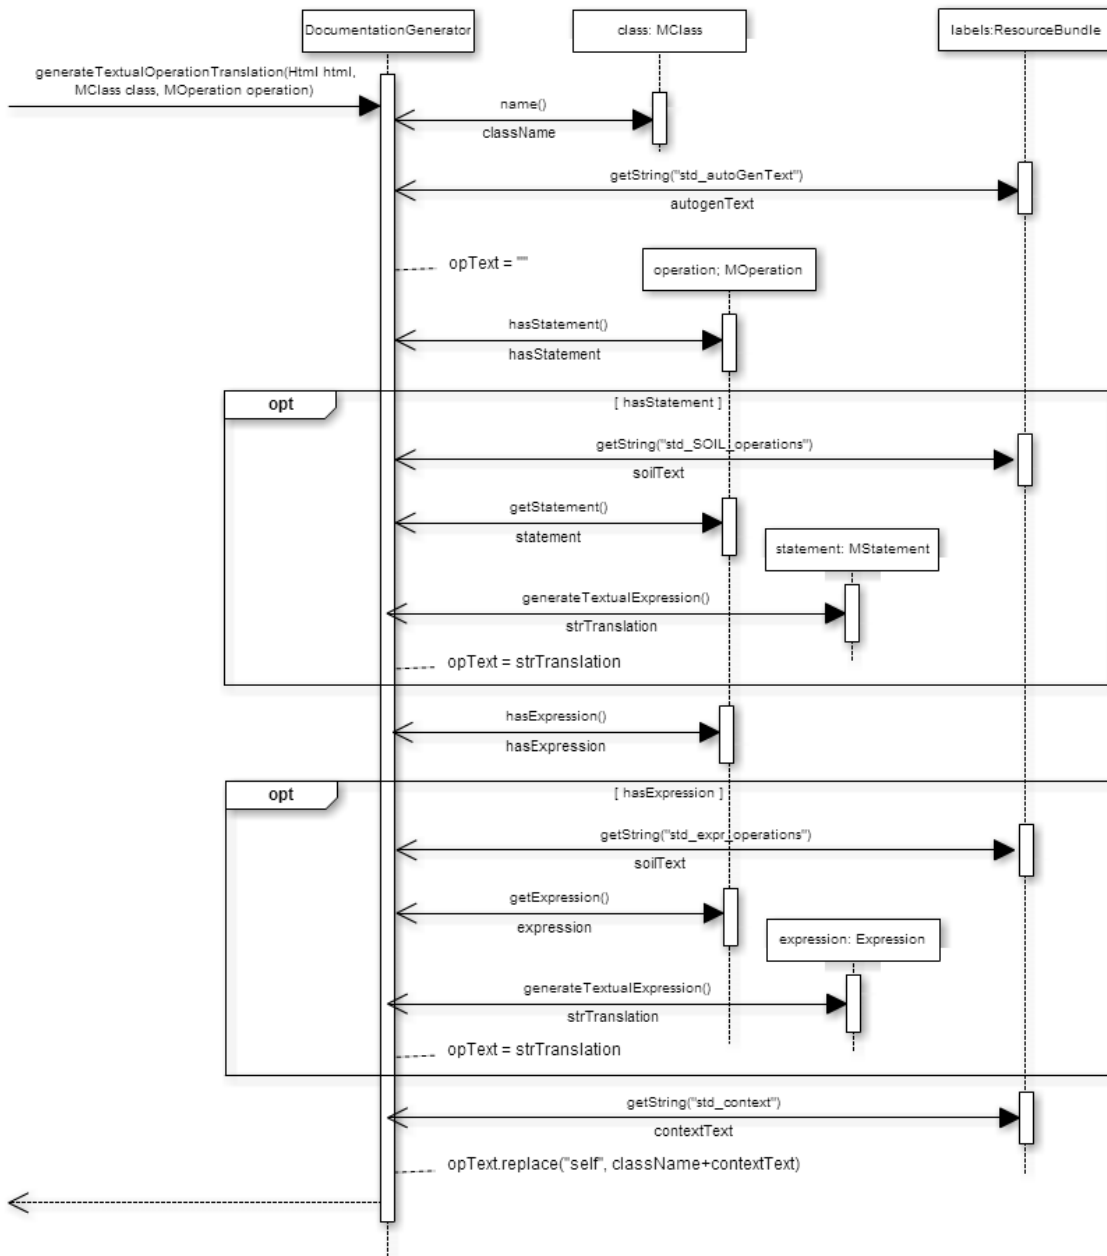 DocumentationGenerator
class: MClass
labels:ResourceBundle
generateTextualOperationTranslation(Html html,
MClass class, MOperation operation)
name()
className
getString("std_autoGenText")
autogenText
opText = ""
operation; MOperation
hasStatement()
hasStatement
opt
[ hasStatement ]
getString("std_SOIL_operations")
soilText
getStatement()
statement
statement: MStatement
generateTextualExpression()
strTranslation
opText = strTranslation
hasExpression()
hasExpression
opt
[ hasExpression ]
getString("std_expr_operations")
soilText
getExpression()
expression
expression: Expression
generateTextualExpression()
strTranslation
opText = strTranslation
getString("std_context")
contextText
opText.replace("self", className+contextText)